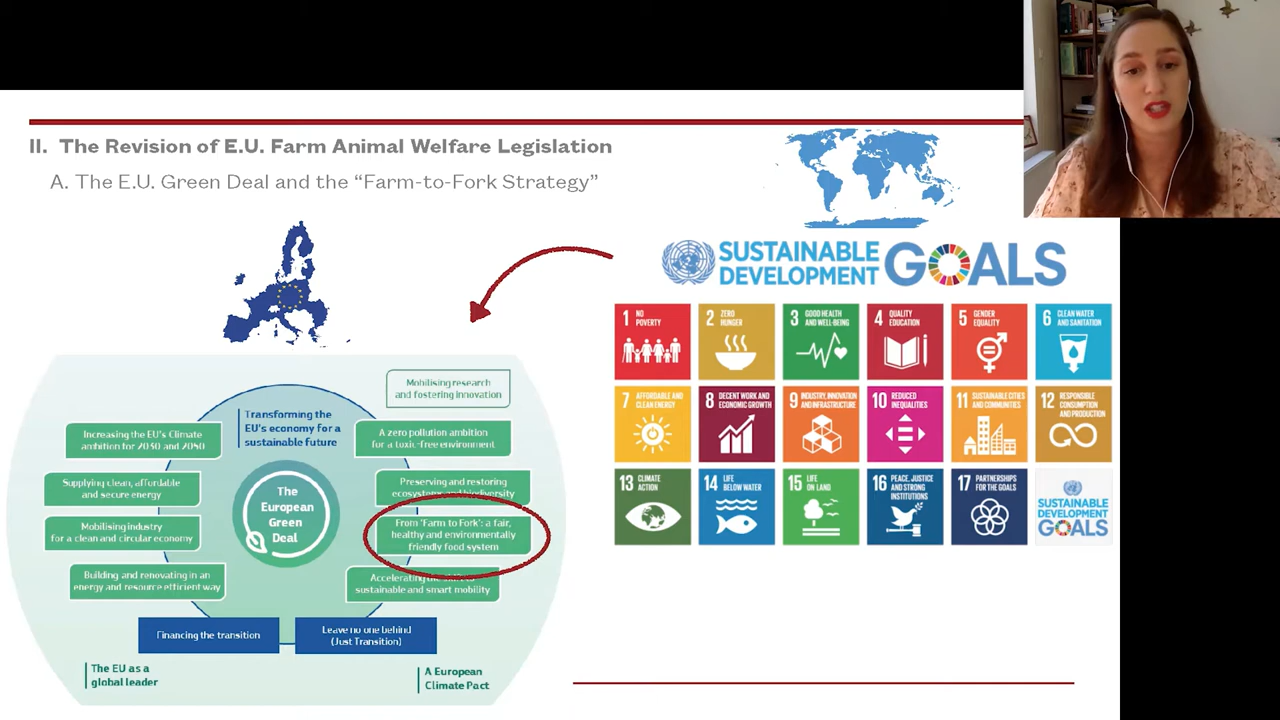 II. The Revision of E.U. Farm Animal Welfare Legislation
A. The E.U. Green Deal and the “Farm-to-Fork Strategy”
SUSTAINABLE
DEVELOPMENT
GOALS
1 NO
POVERTY
2 ZERO
HUNGER
3 GOOD HEALTH
AND WELL-BEING
4 QUALITY
EDUCATION
5 GENDER
EQUALITY
6 CLEAN WATER
AND SANITATION
7 AFFORDABLE AND
CLEAN ENERGY
8 DECENT WORK AND
ECONOMIC GROWTH
9 INDUSTRY, INNOVATION
AND INFRASTRUCTURE
10 REDUCED
INEQUALITIES
11 SUSTAINABLE CITIES
AND COMMUNITIES
12 RESPONSIBLE
CONSUMPTION
AND PRODUCTION
13 CLIMATE
ACTION
14 LIFE
BELOW WATER
15 LIFE
ON LAND
16 PEACE, JUSTICE
AND STRONG
INSTITUTIONS
17 PARTNERSHIPS
FOR THE GOALS
SUSTAINABLE
DEVELOPMENT
GOALS
Mobilising research
and fostering innovation
Transforming the
EU's economy for a
sustainable future
Increasing the EU's Climate
ambition for 2030 and 2050
A zero pollution ambition
for a toxic-free environment
Supplying clean, affordable
and secure energy
Preserving and restoring
ecosystems and biodiversity
The
European
Green
Deal
Mobilising industry
for a clean and circular economy
From 'Farm to Fork': a fair,
healthy and environmentally
friendly food system
Building and renovating in an
energy and resource efficient way
Accelerating
sustainable and smart mobility
Financing the transition
Leave no one behind
(Just Transition)
The EU as a
global leader
A European
Climate Pact